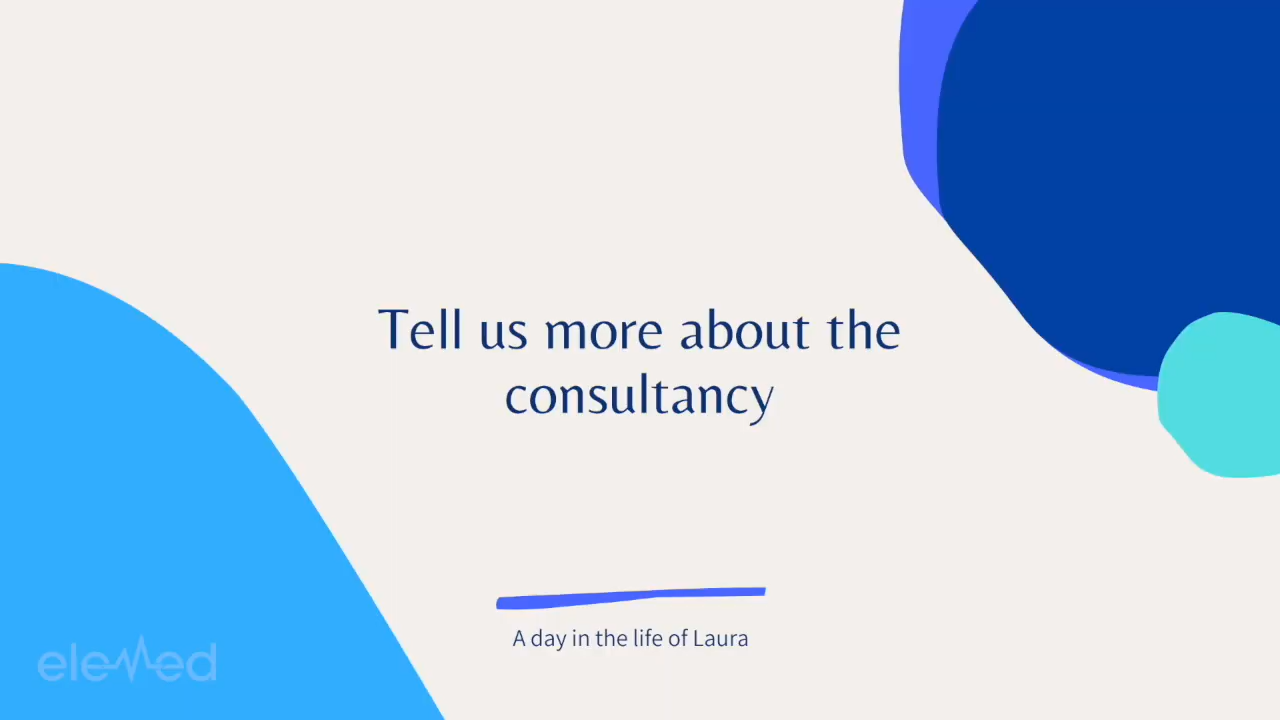 Tell us more about the
consultancy
A day in the life of Laura
elemed